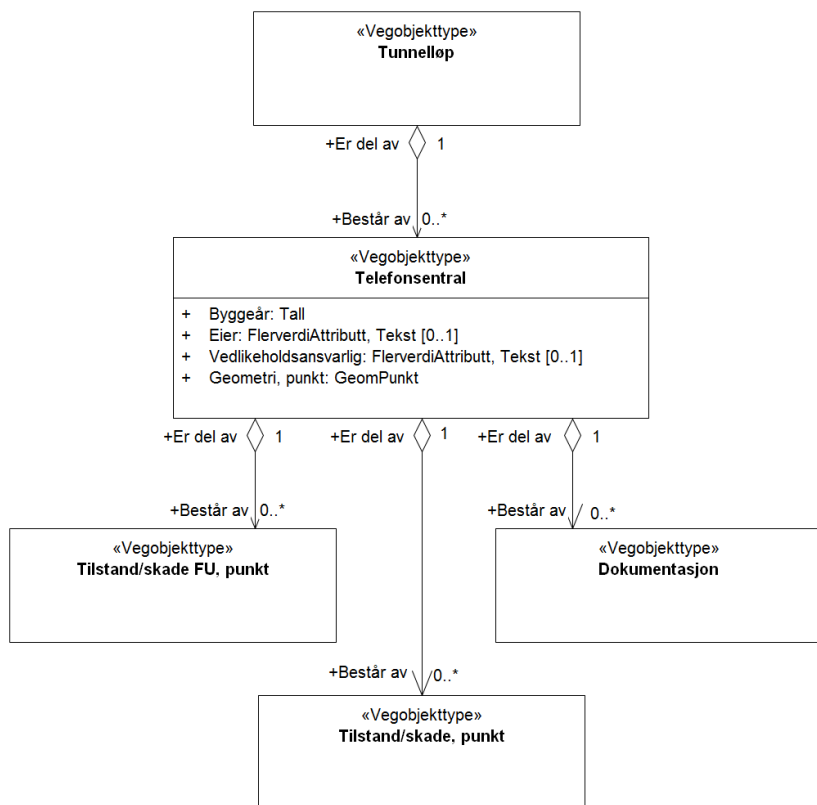 «Vegobjekttype»
Tunnelløp
+Er del av 1
+Består av 0..*
«Vegobjekttype»
Telefonsentral
+ Byggeår: Tall
+ Eier: FlerverdiAttributt, Tekst [0..1]
+ Vedlikeholdsansvarlig: FlerverdiAttributt, Tekst [0..1]
+ Geometri, punkt: GeomPunkt
+Er del av 1 +Er del av 1 +Er del av 1
+Består av 0..* +Består av 0..*
«Vegobjekttype»
Tilstand/skade FU, punkt
«Vegobjekttype»
Dokumentasjon
+Består av 0..*
«Vegobjekttype»
Tilstand/skade, punkt